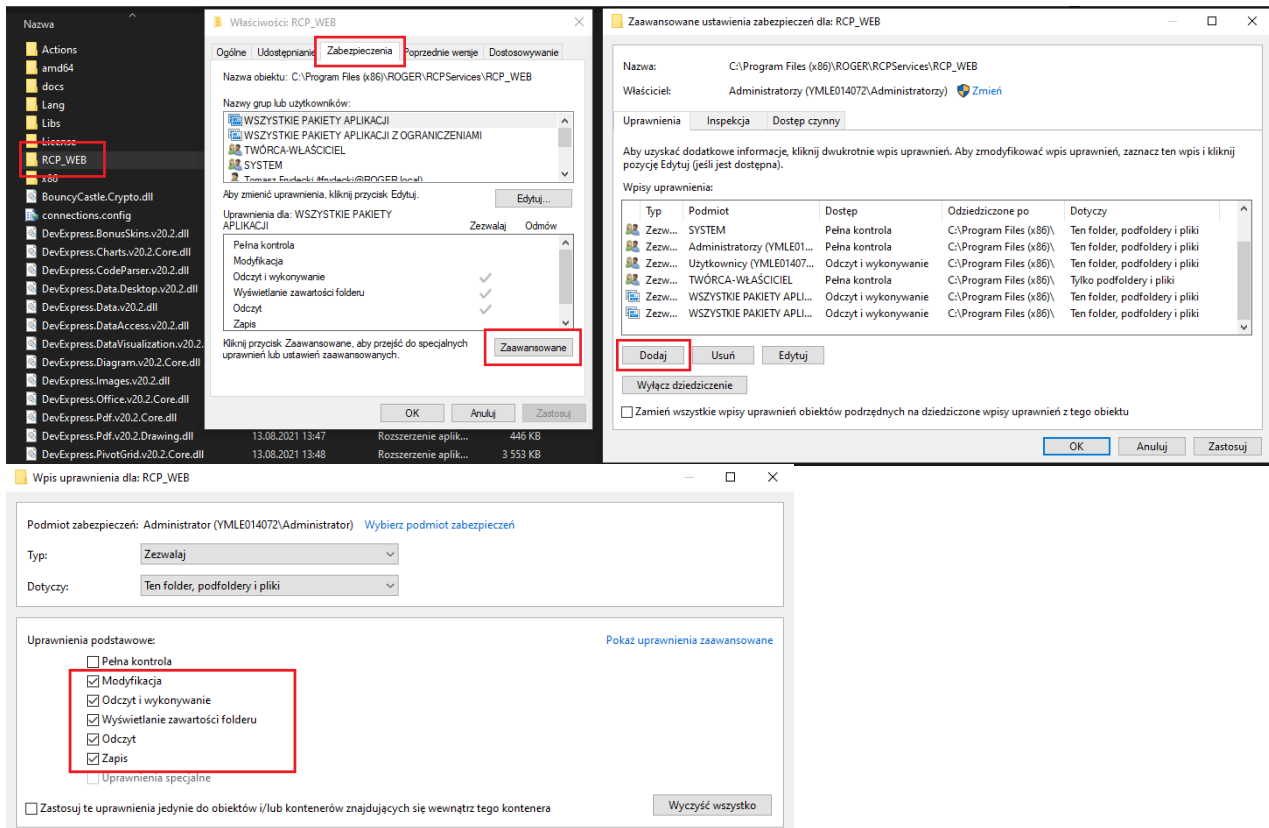 Nazwa
Actions
amd64
docs
Lang
Libs
License
RCP_WEB
x86
BouncyCastle.Crypto.dll
connections.config
DevExpress.BonusSkins.v20.2.dll
DevExpress.Charts.v20.2.Core.dll
DevExpress.CodeParser.v20.2.dll
DevExpress.Data.Desktop.v20.2.dll
DevExpress.Data.v20.2.dll
DevExpress.DataAccess.v20.2.dll
DevExpress.DataVisualization.v20.2.
DevExpress.Diagram.v20.2.Core.dll
DevExpress.Images.v20.2.dll
DevExpress.Office.v20.2.Core.dll
DevExpress.Pdf.v20.2.Core.dll
DevExpress.Pdf.v20.2.Drawing.dll 13.08.2021 13:47 Rozszerzenie aplik... 446 KB
DevExpress.PivotGrid.v20.2.Core.dll 13.08.2021 13:48 Rozszerzenie aplik... 3 553 KB
Właściwości: RCP_WEB
Ogólne Udostępnianie Zabezpieczenia Poprzednie wersje Dostosowywanie
Nazwa obiektu: C:\Program Files (x86)\ROGER\RCPServices\RCP_WEB
Nazwy grup lub użytkowników:
WSZYSTKIE PAKIETY APLIKACJI
WSZYSTKIE PAKIETY APLIKACJI Z OGRANICZENIAMI
TWÓRCA-WŁAŚCICIEL
SYSTEM
Tomasz Frydecki (tfrydecki@ROGER.local)
Aby zmienić uprawnienia, kliknij przycisk Edytuj.
Edytuj...
Uprawnienia dla: WSZYSTKIE PAKIETY
APLIKACJI Zezwalaj Odmów
Pełna kontrola
Modyfikacja
Odczyt i wykonywanie
Wyświetlanie zawartości folderu
Odczyt
Zapis
Kliknij przycisk Zaawansowane, aby przejść do specjalnych
uprawnień lub ustawień zaawansowanych.
Zaawansowane
OK Anuluj Zastosuj
Zaawansowane ustawienia zabezpieczeń dla: RCP_WEB
Nazwa: C:\Program Files (x86)\ROGER\RCPServices\RCP_WEB
Właściciel: Administratorzy (YMLE014072\Administratorzy) Zmień
Uprawnienia Inspekcja Dostęp czynny
Aby uzyskać dodatkowe informacje, kliknij dwukrotnie wpis uprawnień. Aby zmodyfikować wpis uprawnień, zaznacz ten wpis i kliknij
pozycję Edytuj (jeśli jest dostępna).
Wpisy uprawnienia:
Typ Podmiot Dostęp Odziedziczone po Dotyczy
Zezw... SYSTEM Pełna kontrola C:\Program Files (x86)\ Ten folder, podfoldery i pliki
Zezw... Administratorzy (YMLE01... Pełna kontrola C:\Program Files (x86)\ Ten folder, podfoldery i pliki
Zezw... Użytkownicy (YMLE01407... Odczyt i wykonywanie C:\Program Files (x86)\ Ten folder, podfoldery i pliki
Zezw... TWÓRCA-WŁAŚCICIEL Pełna kontrola C:\Program Files (x86)\ Tylko podfoldery i pliki
Zezw... WSZYSTKIE PAKIETY APLI... Odczyt i wykonywanie C:\Program Files (x86)\ Ten folder, podfoldery i pliki
Zezw... WSZYSTKIE PAKIETY APLI... Odczyt i wykonywanie C:\Program Files (x86)\ Ten folder, podfoldery i pliki
Dodaj Usuń Edytuj
Wyłącz dziedziczenie
Zamień wszystkie wpisy uprawnień obiektów podrzędnych na dziedziczone wpisy uprawnień z tego obiektu
OK Anuluj Zastosuj
Wpis uprawnienia dla: RCP_WEB
Podmiot zabezpieczeń: Administrator (YMLE014072\Administrator) Wybierz podmiot zabezpieczeń
Typ: Zezwalaj
Dotyczy: Ten folder, podfoldery i pliki
Uprawnienia podstawowe: Pokaż uprawnienia zaawansowane
Pełna kontrola
Modyfikacja
Odczyt i wykonywanie
Wyświetlanie zawartości folderu
Odczyt
Zapis
Uprawnienia specjalne
Zastosuj te uprawnienia jedynie do obiektów i/lub kontenerów znajdujących się wewnątrz tego kontenera
Wyczyść wszystko